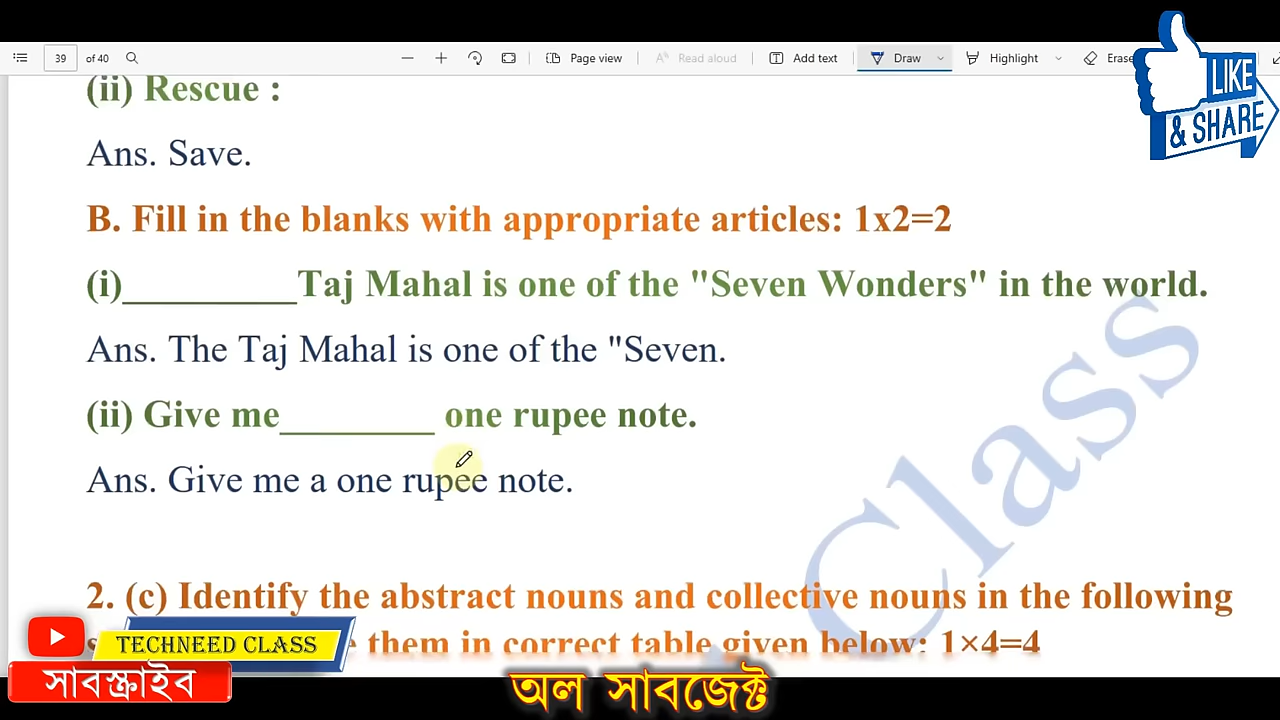 39 of 40 Page view Read aloud Add text Draw Highlight
LIKE
& SHARE
(ii) Rescue :
Ans. Save.
B. Fill in the blanks with appropriate articles: 1x2=2
(i)_________Taj Mahal is one of the "Seven Wonders" in the world.
Ans. The Taj Mahal is one of the "Seven.
(ii) Give me________ one rupee note.
Ans. Give me a one rupee note.
Class
2. (c) Identify the abstract nouns and collective nouns in the following
them in correct table given below: 1×4=4
TECHNEED CLASS
সাবস্ক্রাইব
অল সাবজেক্ট